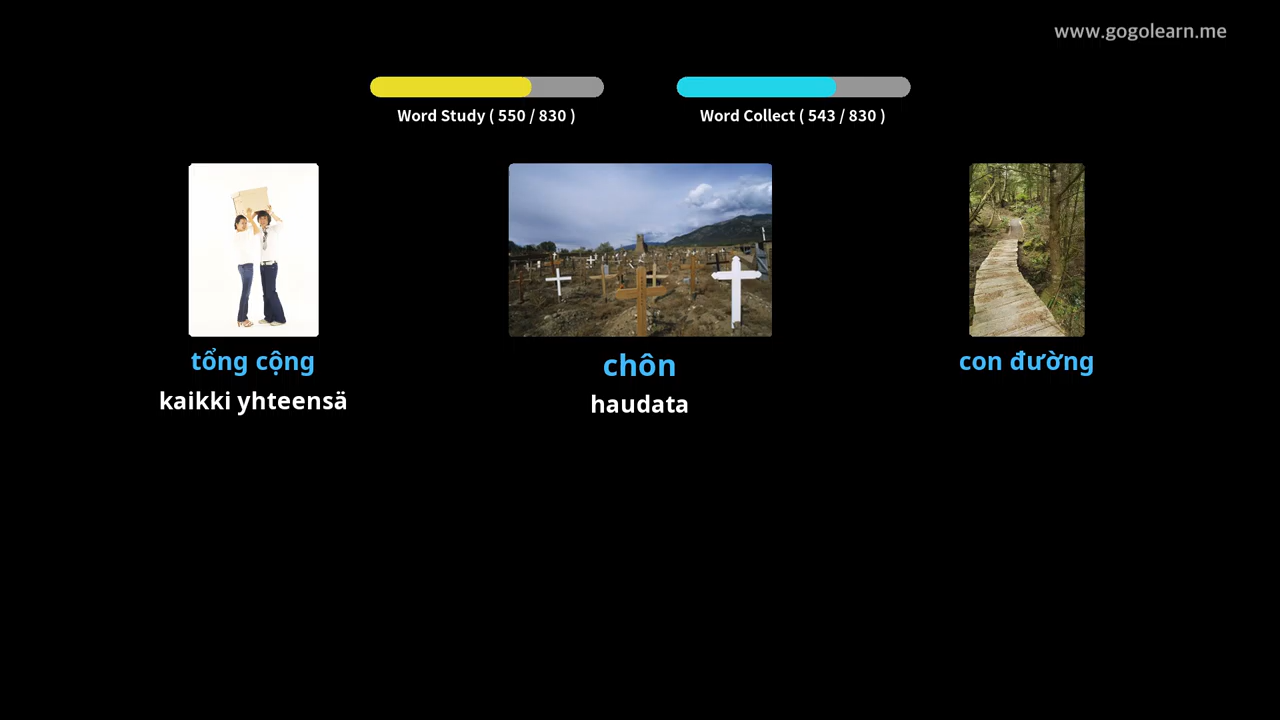 www.gogolearn.me
Word Study ( 550 / 830 )
Word Collect ( 543 / 830 )
tổng cộng
kaikki yhteensä
chôn
haudata
con đường